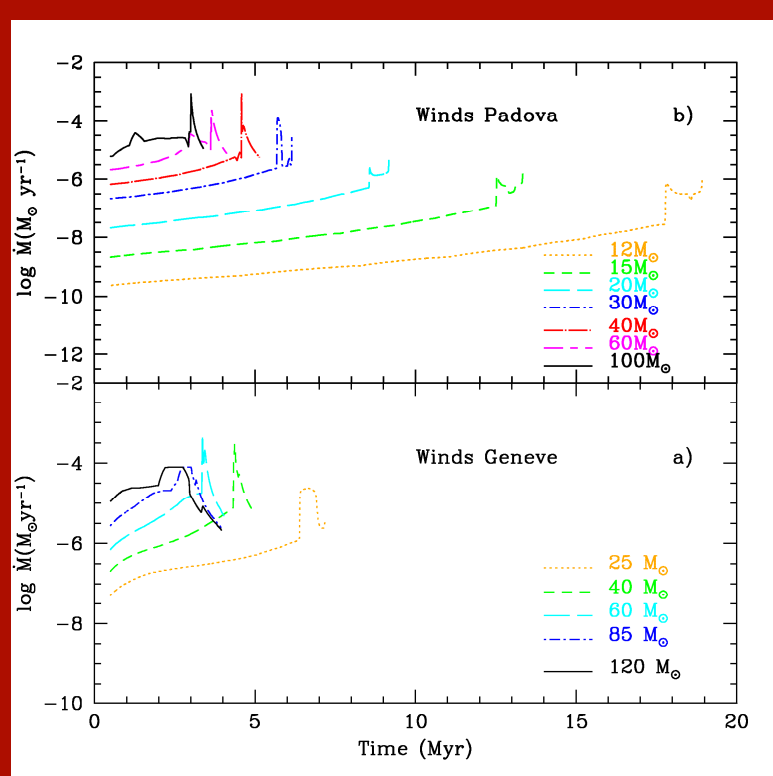 −2
−4
−6
−8
−10
−12
log Ṁ(M⊙ yr⁻¹)
Winds Padova b)
12M⊙
15M⊙
20M⊙
30M⊙
40M⊙
60M⊙
100M⊙
−2
−4
−6
−8
−10
log Ṁ(M⊙yr⁻¹)
Winds Geneve a)
25 M⊙
40 M⊙
60 M⊙
85 M⊙
120 M⊙
0 5 10 15 20
Time (Myr)